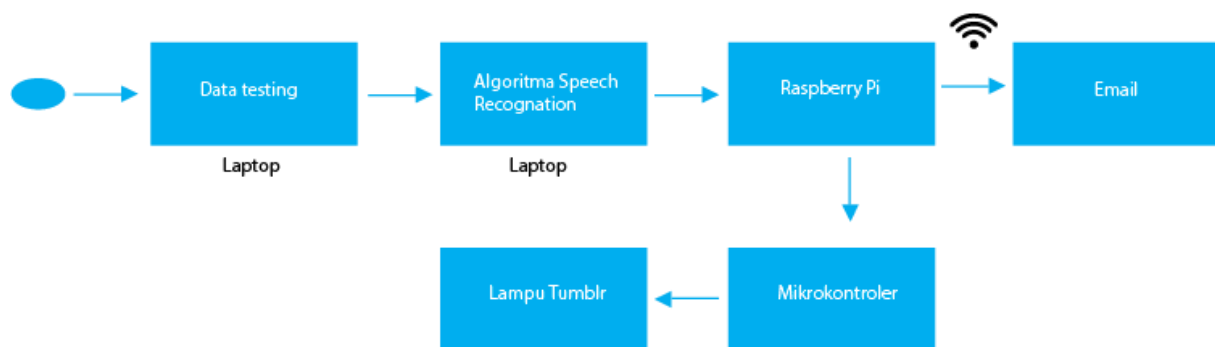 Data testing
Laptop
Algoritma Speech
Recognation
Laptop
Raspberry Pi
Email
Mikrokontroler
Lampu Tumblr